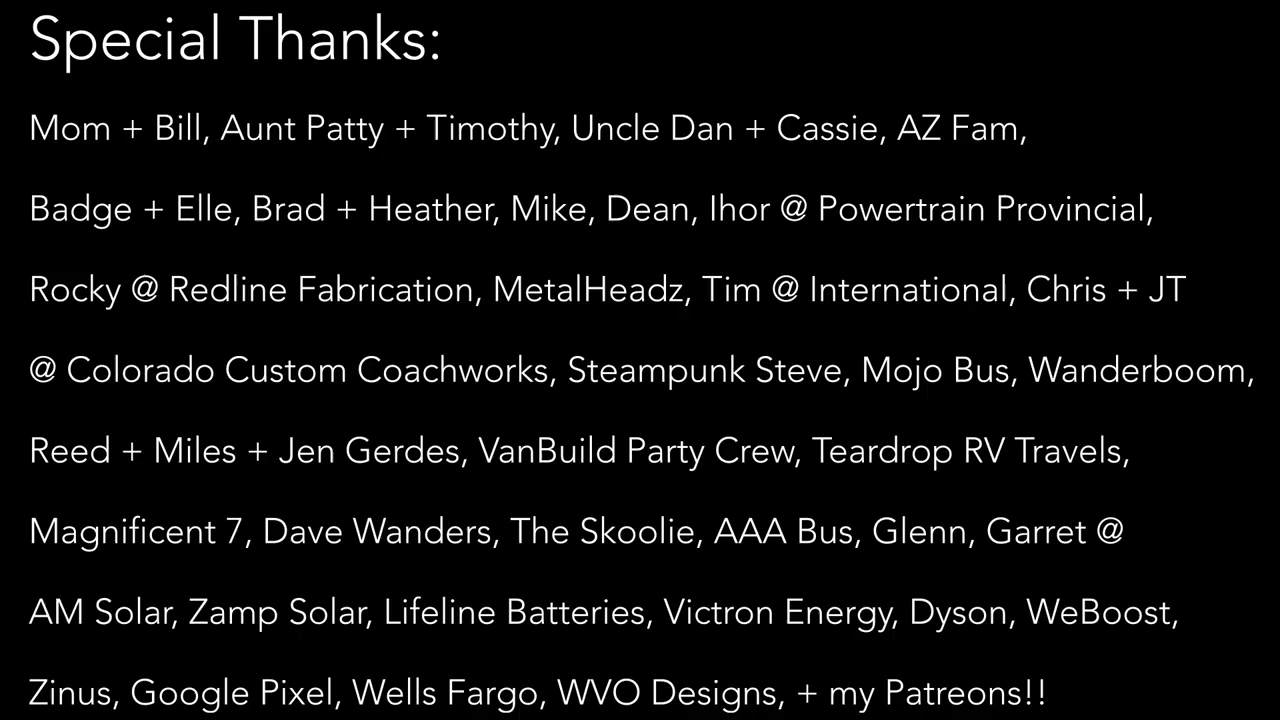 Special Thanks:
Mom + Bill, Aunt Patty + Timothy, Uncle Dan + Cassie, AZ Fam,
Badge + Elle, Brad + Heather, Mike, Dean, Ihor @ Powertrain Provincial,
Rocky @ Redline Fabrication, MetalHeadz, Tim @ International, Chris + JT
@ Colorado Custom Coachworks, Steampunk Steve, Mojo Bus, Wanderboom,
Reed + Miles + Jen Gerdes, VanBuild Party Crew, Teardrop RV Travels,
Magnificent 7, Dave Wanders, The Skoolie, AAA Bus, Glenn, Garret @
AM Solar, Zamp Solar, Lifeline Batteries, Victron Energy, Dyson, WeBoost,
Zinus, Google Pixel, Wells Fargo, WVO Designs, + my Patreons!!